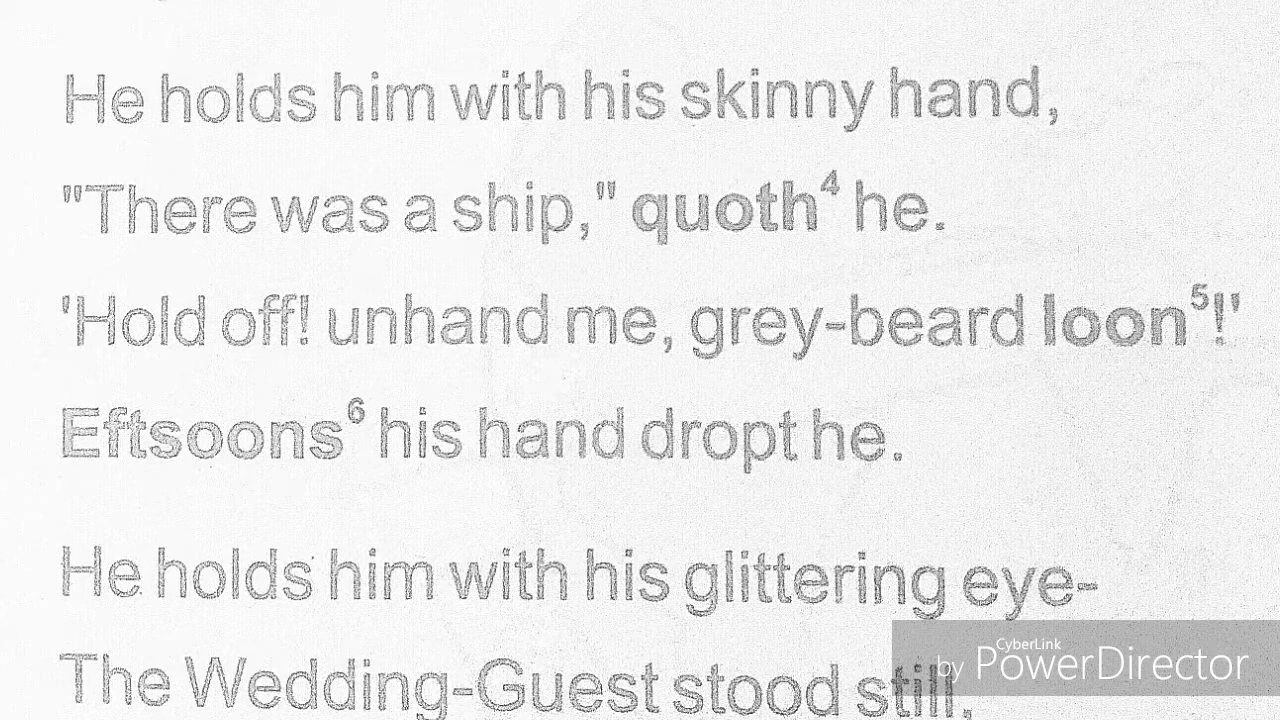 He holds him with his skinny hand,
"There was a ship," quoth⁴ he.
'Hold off! unhand me, grey-beard loon⁵!'
Eftsoons⁶ his hand dropt he.
He holds him with his glittering eye-
The Wedding-Guest stood still,
CyberLink
by PowerDirector